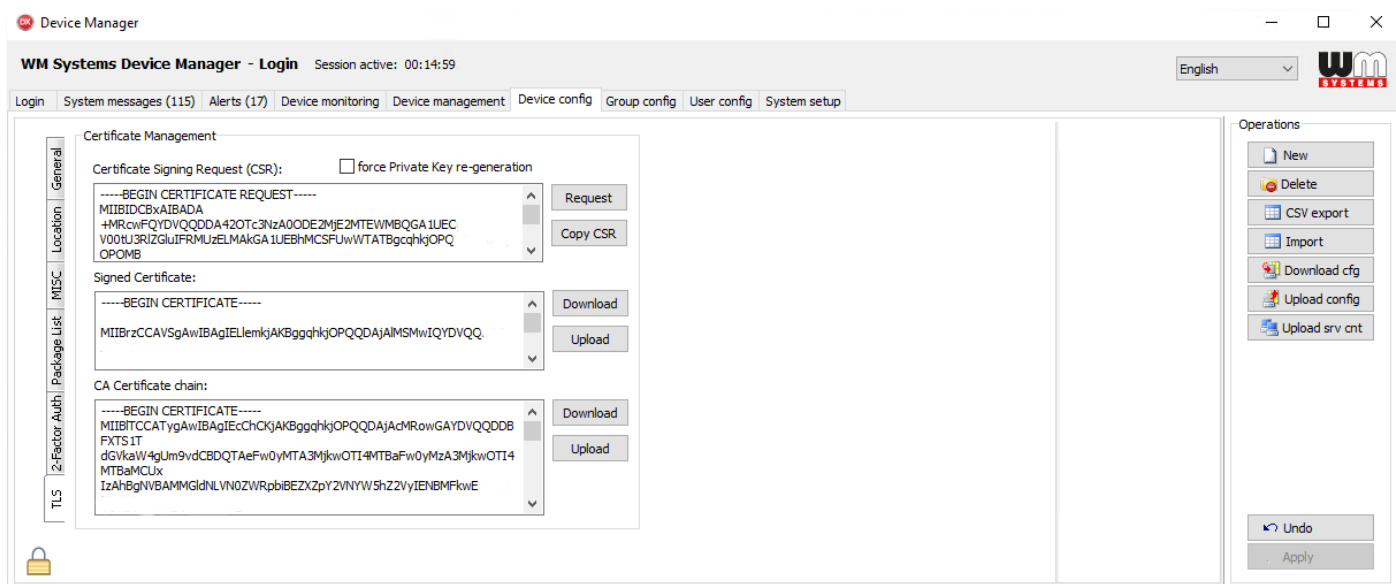 Device Manager
WM Systems Device Manager - Login Session active: 00:14:59
English
WM
SYSTEMS
Login System messages (115) Alerts (17) Device monitoring Device management Device config Group config User config System setup
General
Location
MISC
Package List
2-Factor Auth
TLS
Certificate Management
Certificate Signing Request (CSR): force Private Key re-generation
-----BEGIN CERTIFICATE REQUEST-----
MIIBIDCBxAIBADA
+MRcwFQYDVQQDDA42OTc3NzA0ODE2MjE2MTEWMBQGA1UEC
V00tU3RlZGluIFRMUzELMAkGA1UEBhMCSFUwWTATBgcqhkjOPQ
OPOMB
Request
Copy CSR
Signed Certificate:
-----BEGIN CERTIFICATE-----
MIIBrzCCAVSgAwIBAgIELlemkjAKBggqhkjOPQQDAjAlMSMwIQYDVQQ.
Download
Upload
CA Certificate chain:
-----BEGIN CERTIFICATE-----
MIIBlTCCATygAwIBAgIEcChCKjAKBggqhkjOPQQDAjAcMRowGAYDVQQDDB
FXTS1T
dGVkaW4gUm9vdCBDQTAeFw0yMTA3MjkwOTI4MTBaFw0yMzA3MjkwOTI4
MTBaMCUx
IzAhBgNVBAMMGldNLVN0ZWRpbiBEZXZpY2VNYW5hZ2VyIENBMFkwE
Download
Upload
Operations
New
Delete
CSV export
Import
Download cfg
Upload config
Upload srv cnt
Undo
Apply